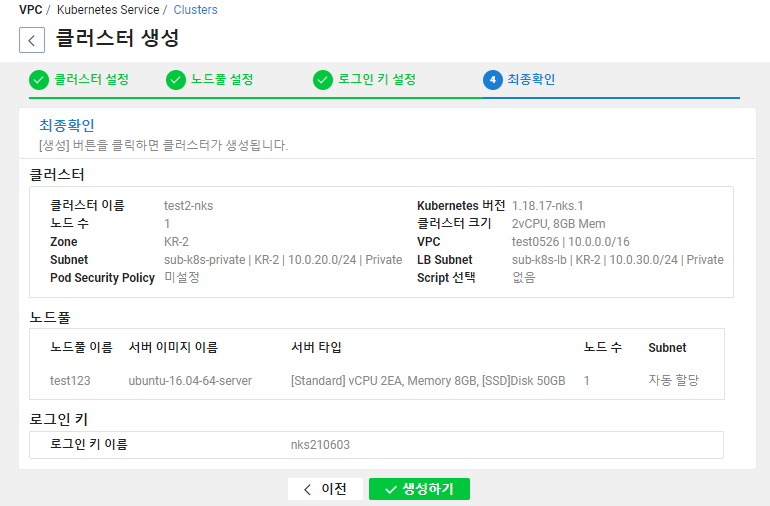 VPC / Kubernetes Service / Clusters
클러스터 생성
클러스터 설정
노드풀 설정
로그인 키 설정
4 최종확인
최종확인
[생성] 버튼을 클릭하면 클러스터가 생성됩니다.
클러스터
클러스터 이름 test2-nks Kubernetes 버전 1.18.17-nks.1
노드 수 1 클러스터 크기 2vCPU, 8GB Mem
Zone KR-2 VPC test0526 | 10.0.0.0/16
Subnet sub-k8s-private | KR-2 | 10.0.20.0/24 | Private LB Subnet sub-k8s-lb | KR-2 | 10.0.30.0/24 | Private
Pod Security Policy 미설정 Script 선택 없음
노드풀
노드풀 이름 서버 이미지 이름 서버 타입 노드 수 Subnet
test123 ubuntu-16.04-64-server [Standard] vCPU 2EA, Memory 8GB, [SSD]Disk 50GB 1 자동 할당
로그인 키
로그인 키 이름 nks210603
이전 생성하기